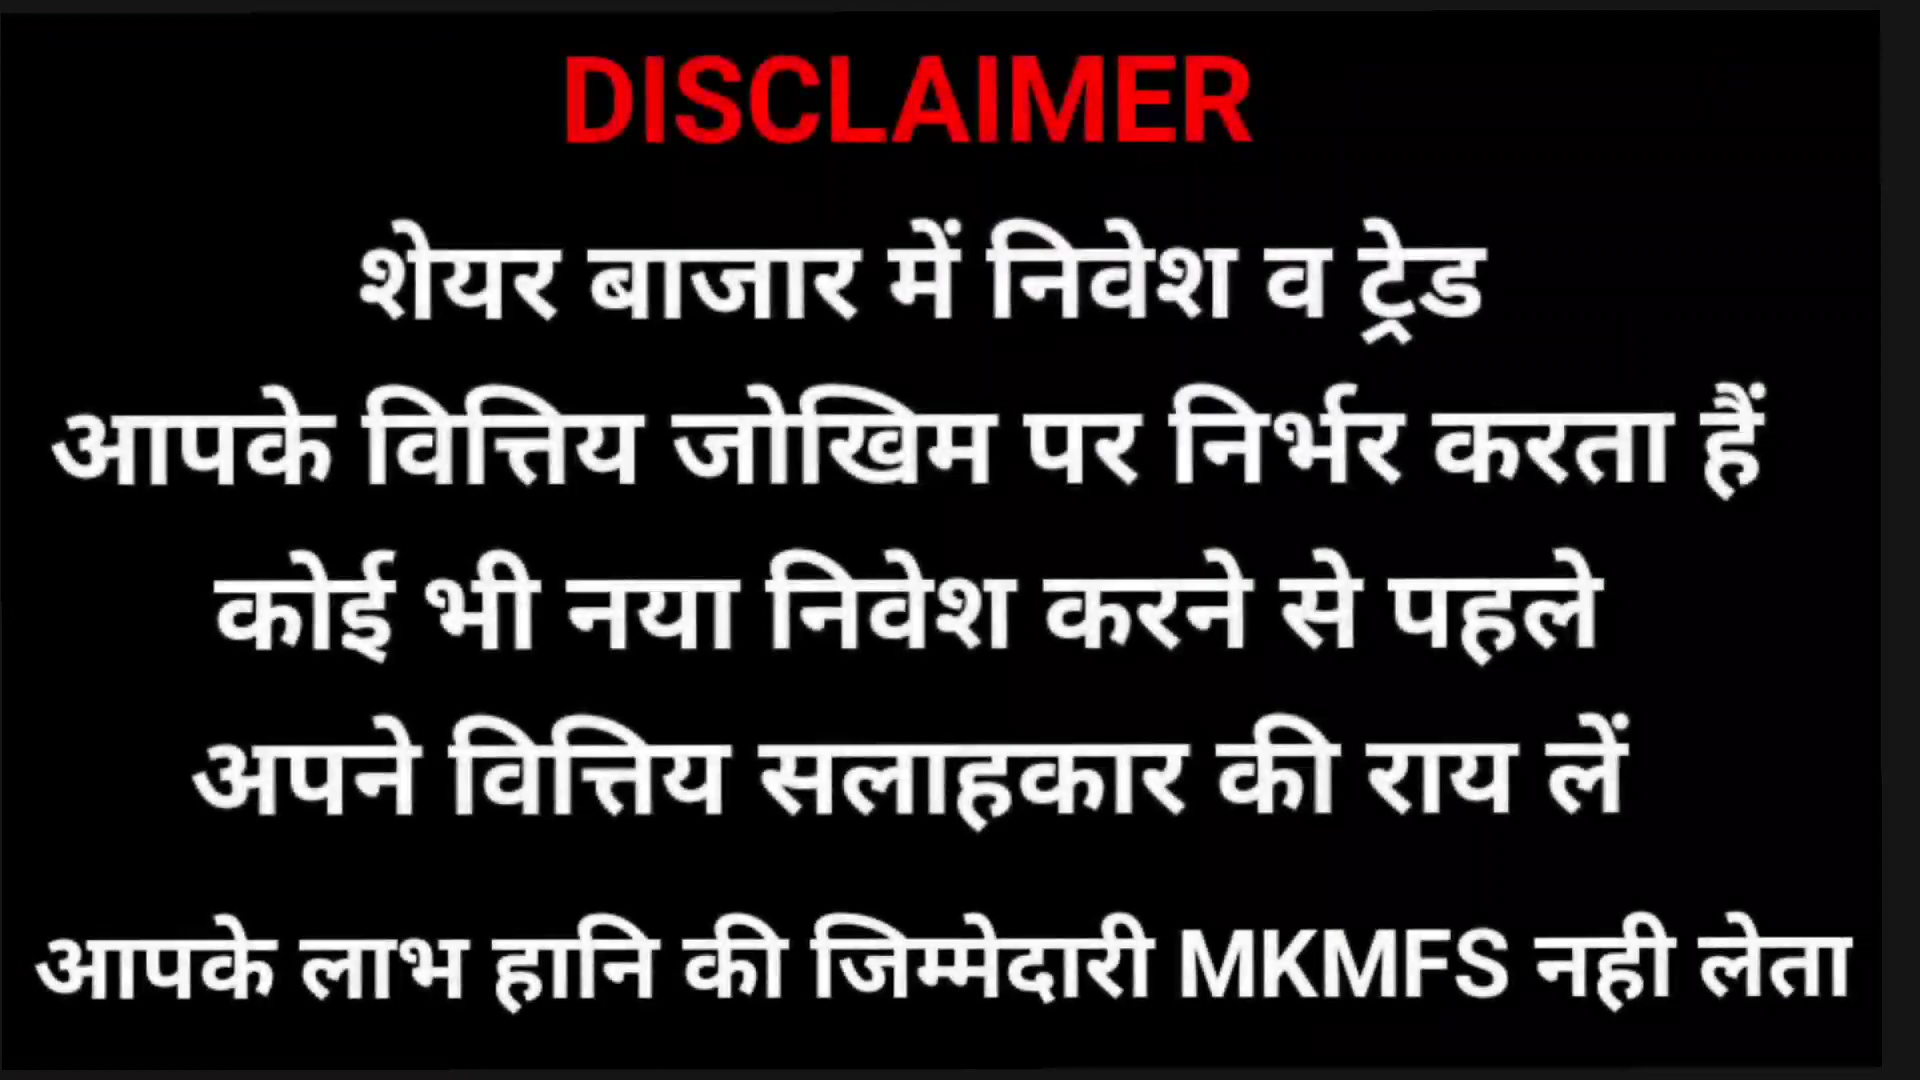 DISCLAIMER
शेयर बाजार में निवेश व ट्रेड
आपके वित्तिय जोखिम पर निर्भर करता हैं
कोई भी नया निवेश करने से पहले
अपने वित्तिय सलाहकार की राय लें
आपके लाभ हानि की जिम्मेदारी MKMFS नही लेता